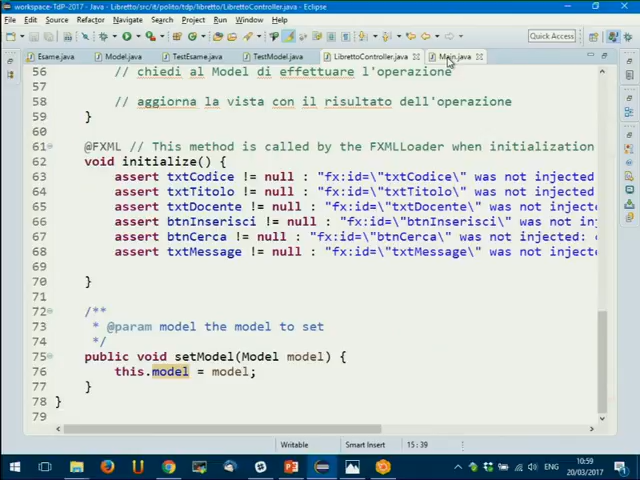 workspace-TdP-2017 - Java - Libretto/src/it/polito/tdp/libretto/LibrettoController.java - Eclipse
File Edit Source Refactor Navigate Search Project Run Window Help
Quick Access
Esame.java Model.java TestEsame.java TestModel.java LibrettoController.java Main.java
56 // chiedi al Model di effettuare l'operazione
57
58 // aggiorna la vista con il risultato dell'operazione
59 }
60
61 @FXML // This method is called by the FXMLLoader when initialization
62 void initialize() {
63 assert txtCodice != null : "fx:id=\"txtCodice\" was not injected
64 assert txtTitolo != null : "fx:id=\"txtTitolo\" was not injected
65 assert txtDocente != null : "fx:id=\"txtDocente\" was not injecte
66 assert btnInserisci != null : "fx:id=\"btnInserisci\" was not inj
67 assert btnCerca != null : "fx:id=\"btnCerca\" was not injected: c
68 assert txtMessage != null : "fx:id=\"txtMessage\" was not injecte
69
70 }
71
72 /**
73 * @param model the model to set
74 */
75 public void setModel(Model model) {
76 this.model = model;
77 }
78 }
79
Writable Smart Insert 15 : 39
ENG 10:59
20/03/2017